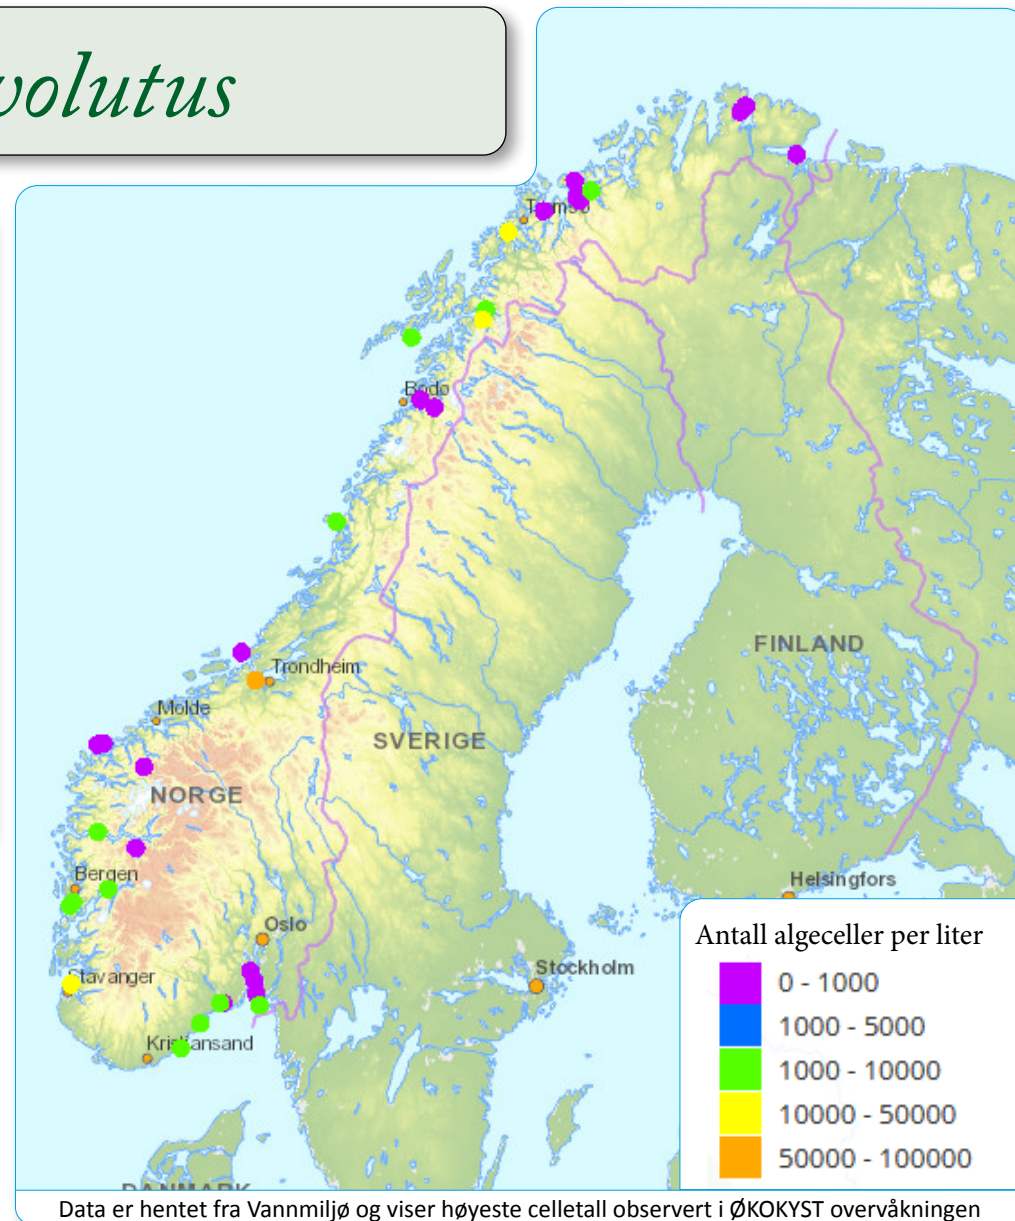 volutus
Tromsø
Bodø
Trondheim
Molde
FINLAND
SVERIGE
NORGE
Bergen
Helsingfors
Oslo
Stavanger
Stockholm
Kristiansand
DANMARK
Antall algeceller per liter
0 - 1000
1000 - 5000
1000 - 10000
10000 - 50000
50000 - 100000
Data er hentet fra Vannmiljø og viser høyeste celletall observert i ØKOKYST overvåkningen